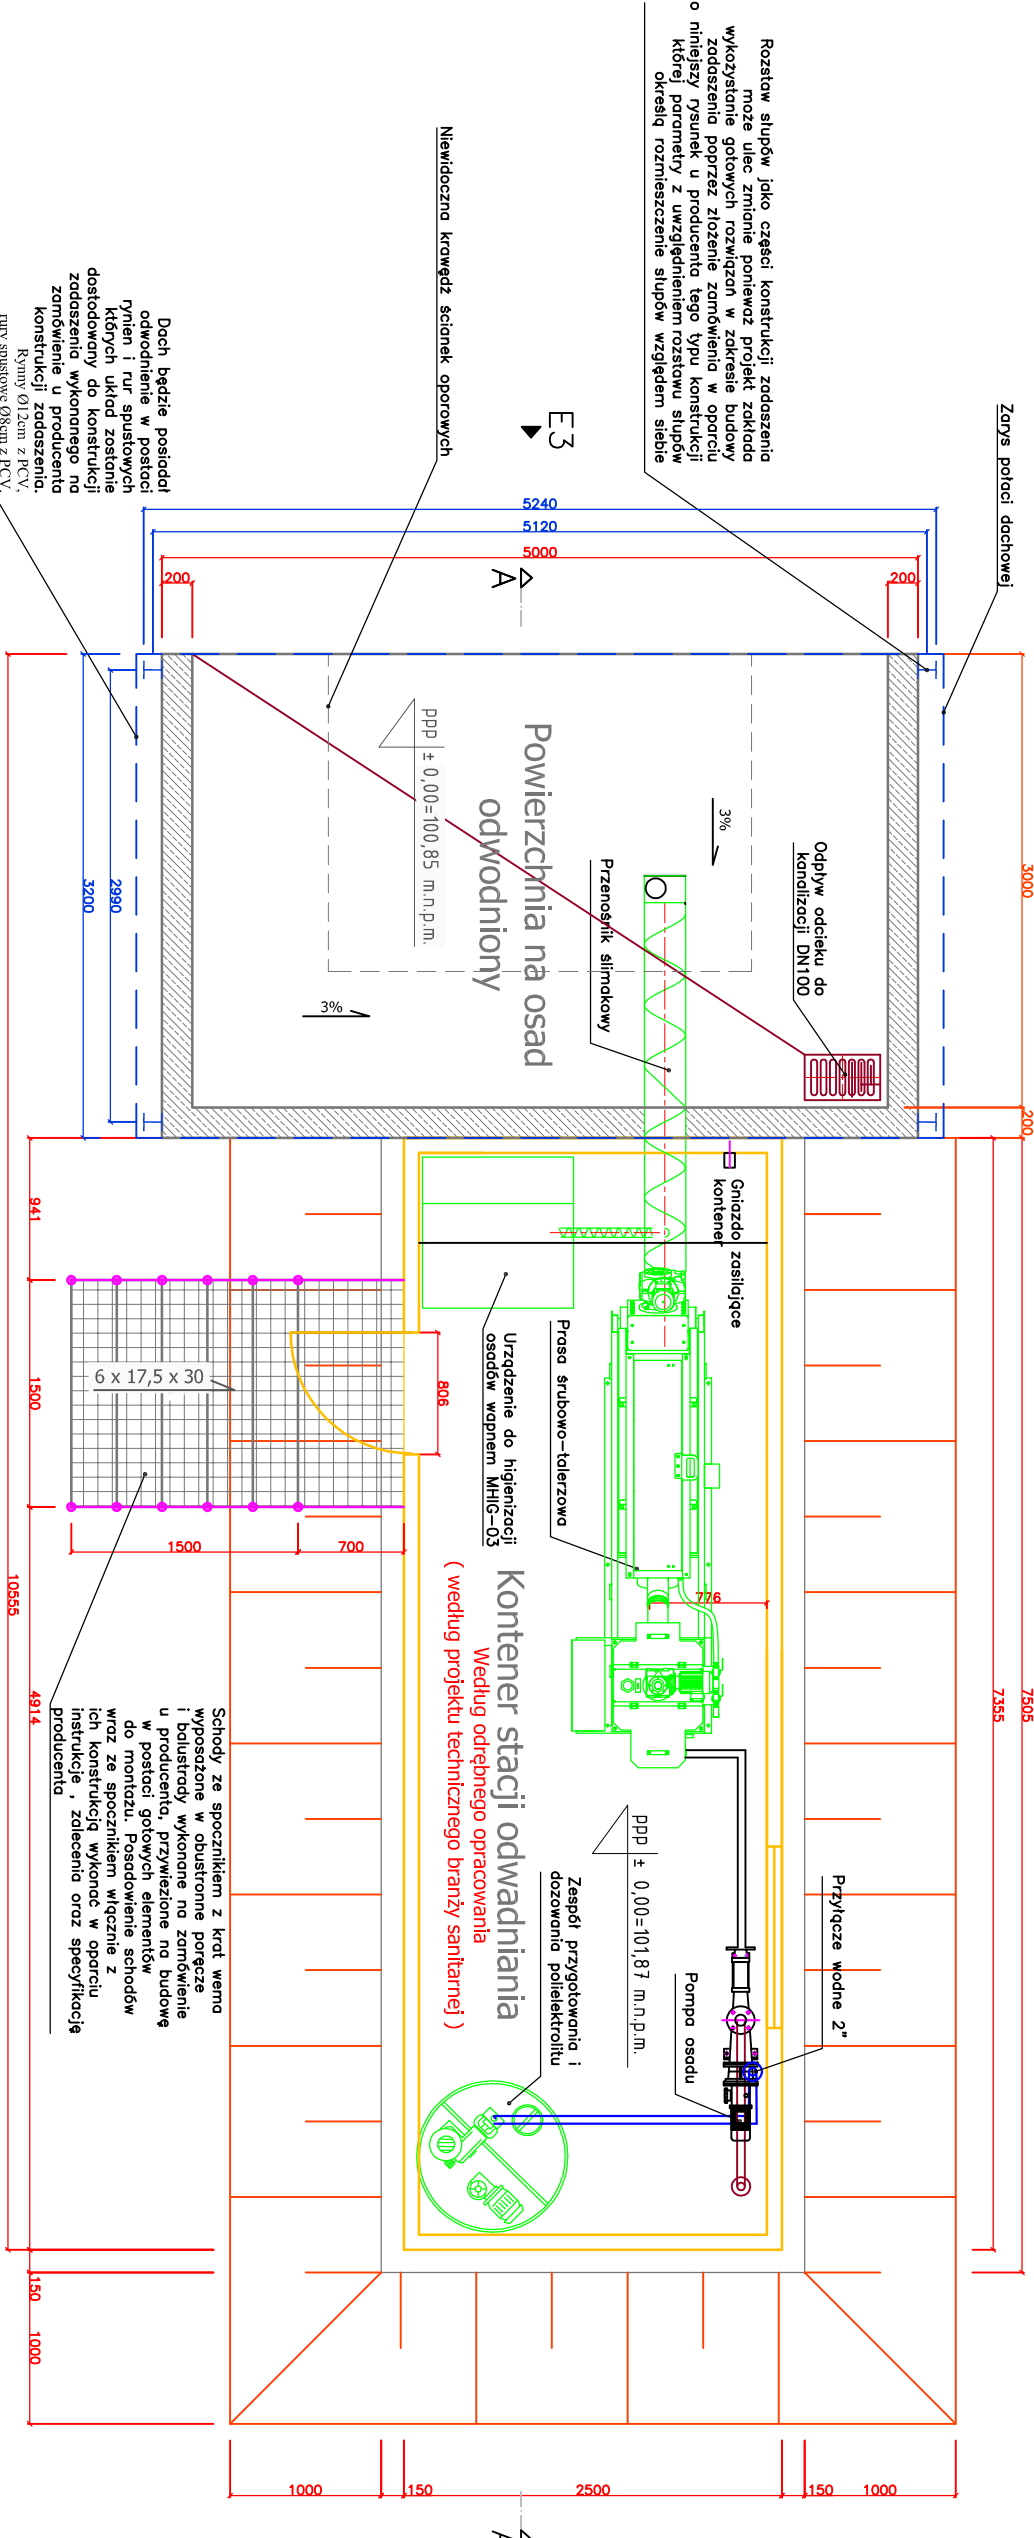 Zarys połaci dachowej
Rozstaw słupów jako części konstrukcji zadaszenia
może ulec zmianie ponieważ projekt zakłada
wykożystanie gotowych rozwiązań w zakresie budowy
zadaszenia poprzez złożenie zamówienia w oparciu
o niniejszy rysunek u producenta tego typu konstrukcji
której parametry z uwzględnieniem rozstawu słupów
określą rozmieszczenie słupów względem siebie
Niewidoczna krawędź ścianek oporowych
E3
Dach będzie posiadał
odwodnienie w postaci
rynien i rur spustowych
których układ zostanie
dostodowany do konstrukcji
zadaszenia wykonanego na
zamówienie u producenta
konstrukcji zadaszenia.
Rynny Ø12cm z PCV,
rury spustowe Ø8cm z PCV.
5240
5120
5000
200
200
A
3000
200
7505
7355
3%
Odpływ odcieku do
kanalizacji DN100
Przenośnik ślimakowy
Powierzchnia na osad
odwodniony
ppp ± 0,00=100,85 m.n.p.m.
3%
2990
3200
Gniazdo zasilające
kontener
Prasa śrubowo-talerzowa
Urządzenie do higienizacji
osadów wapnem MHIG-03
806
6 x 17,5 x 30
941
1500
4914
10555
1500
700
776
Kontener stacji odwadniania
Według odrębnego opracowania
( według projektu technicznego branży sanitarnej )
ppp ± 0,00=101,87 m.n.p.m.
Przyłącze wodne 2"
Pompa osadu
Zespół przygotowania i
dozowania polielektrolitu
Schody ze spocznikiem z krat wema
wyposażone w obustronne poręcze
i balustrady wykonane na zamówienie
u producenta, przywiezione na budowę
w postaci gotowych elementów
do montażu. Posadowienie schodów
wraz ze spocznikiem włącznie z
ich konstrukcją wykonać w oparciu
instrukcje , zalecenia oraz specyfikację
producenta
150
1000
1000
150
2500
150
1000
A